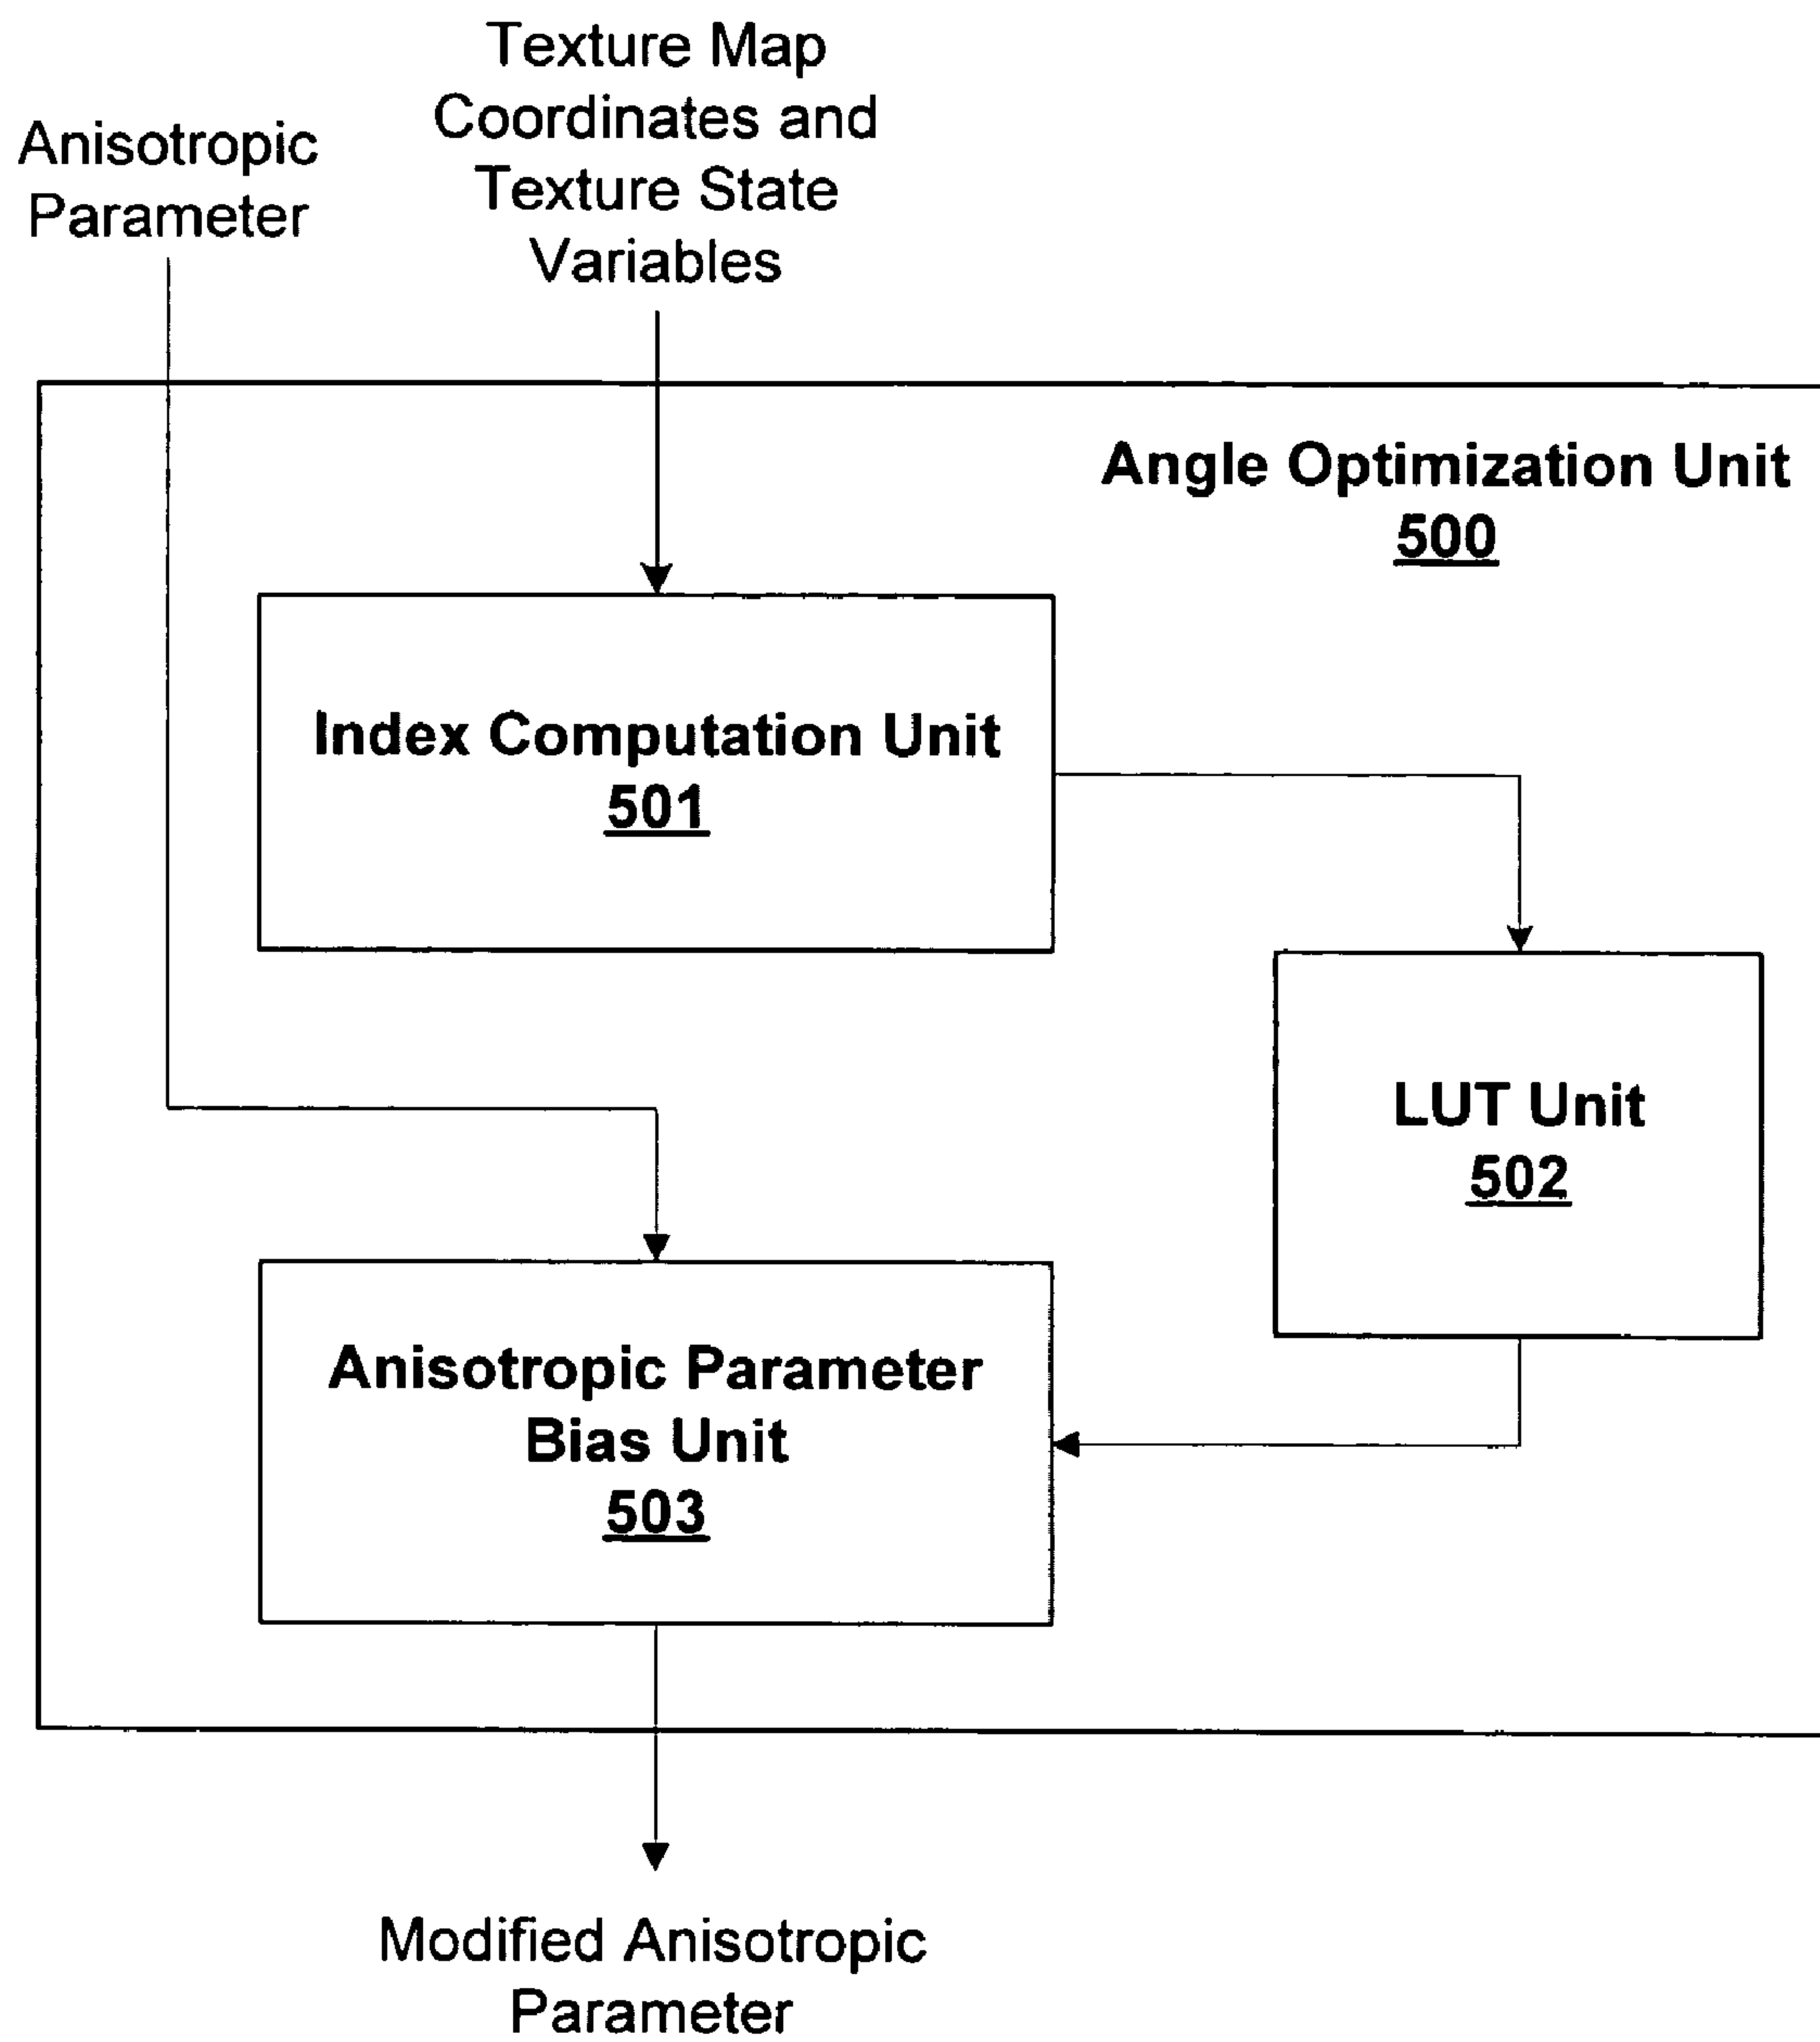 Texture Map
Coordinates and
Texture State
Variables
Anisotropic
Parameter
Angle Optimization Unit
500
Index Computation Unit
501
LUT Unit
502
Anisotropic Parameter
Bias Unit
503
Modified Anisotropic
Parameter